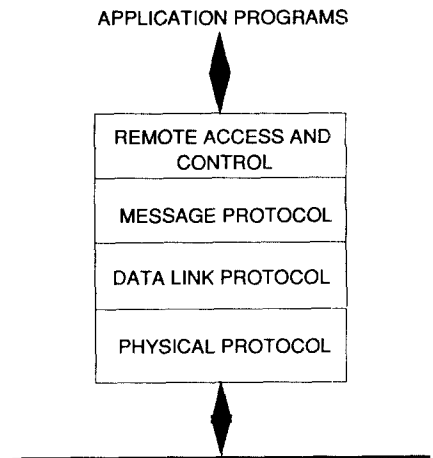 APPLICATION PROGRAMS
REMOTE ACCESS AND
CONTROL
MESSAGE PROTOCOL
DATA LINK PROTOCOL
PHYSICAL PROTOCOL